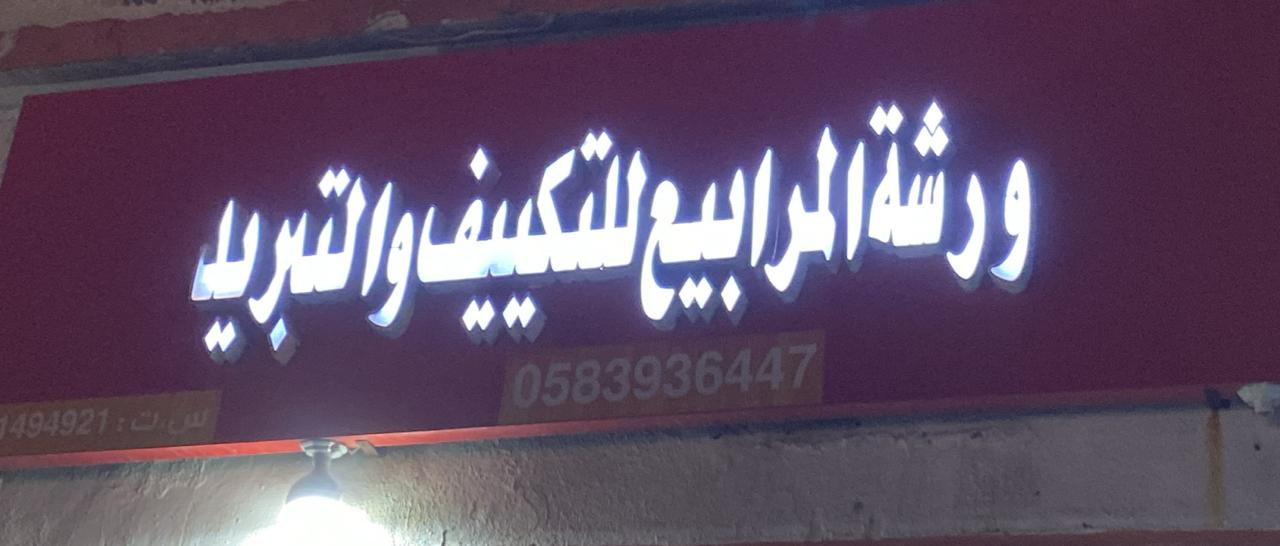 ورشة المرابيع للتكييف والتبريد
0583936447
س.ت : 1494921